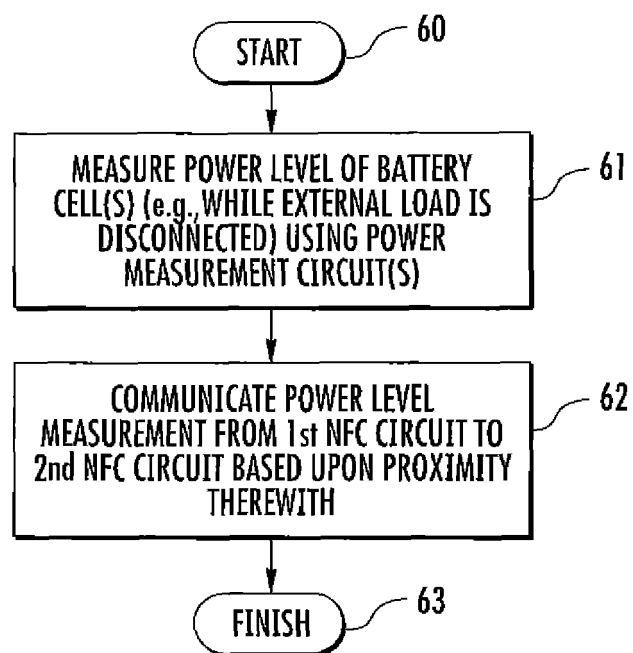 START
60
MEASURE POWER LEVEL OF BATTERY
CELL(S) (e.g., WHILE EXTERNAL LOAD IS
DISCONNECTED) USING POWER
MEASUREMENT CIRCUIT(S)
61
COMMUNICATE POWER LEVEL
MEASUREMENT FROM 1st NFC CIRCUIT TO
2nd NFC CIRCUIT BASED UPON PROXIMITY
THEREWITH
62
FINISH
63